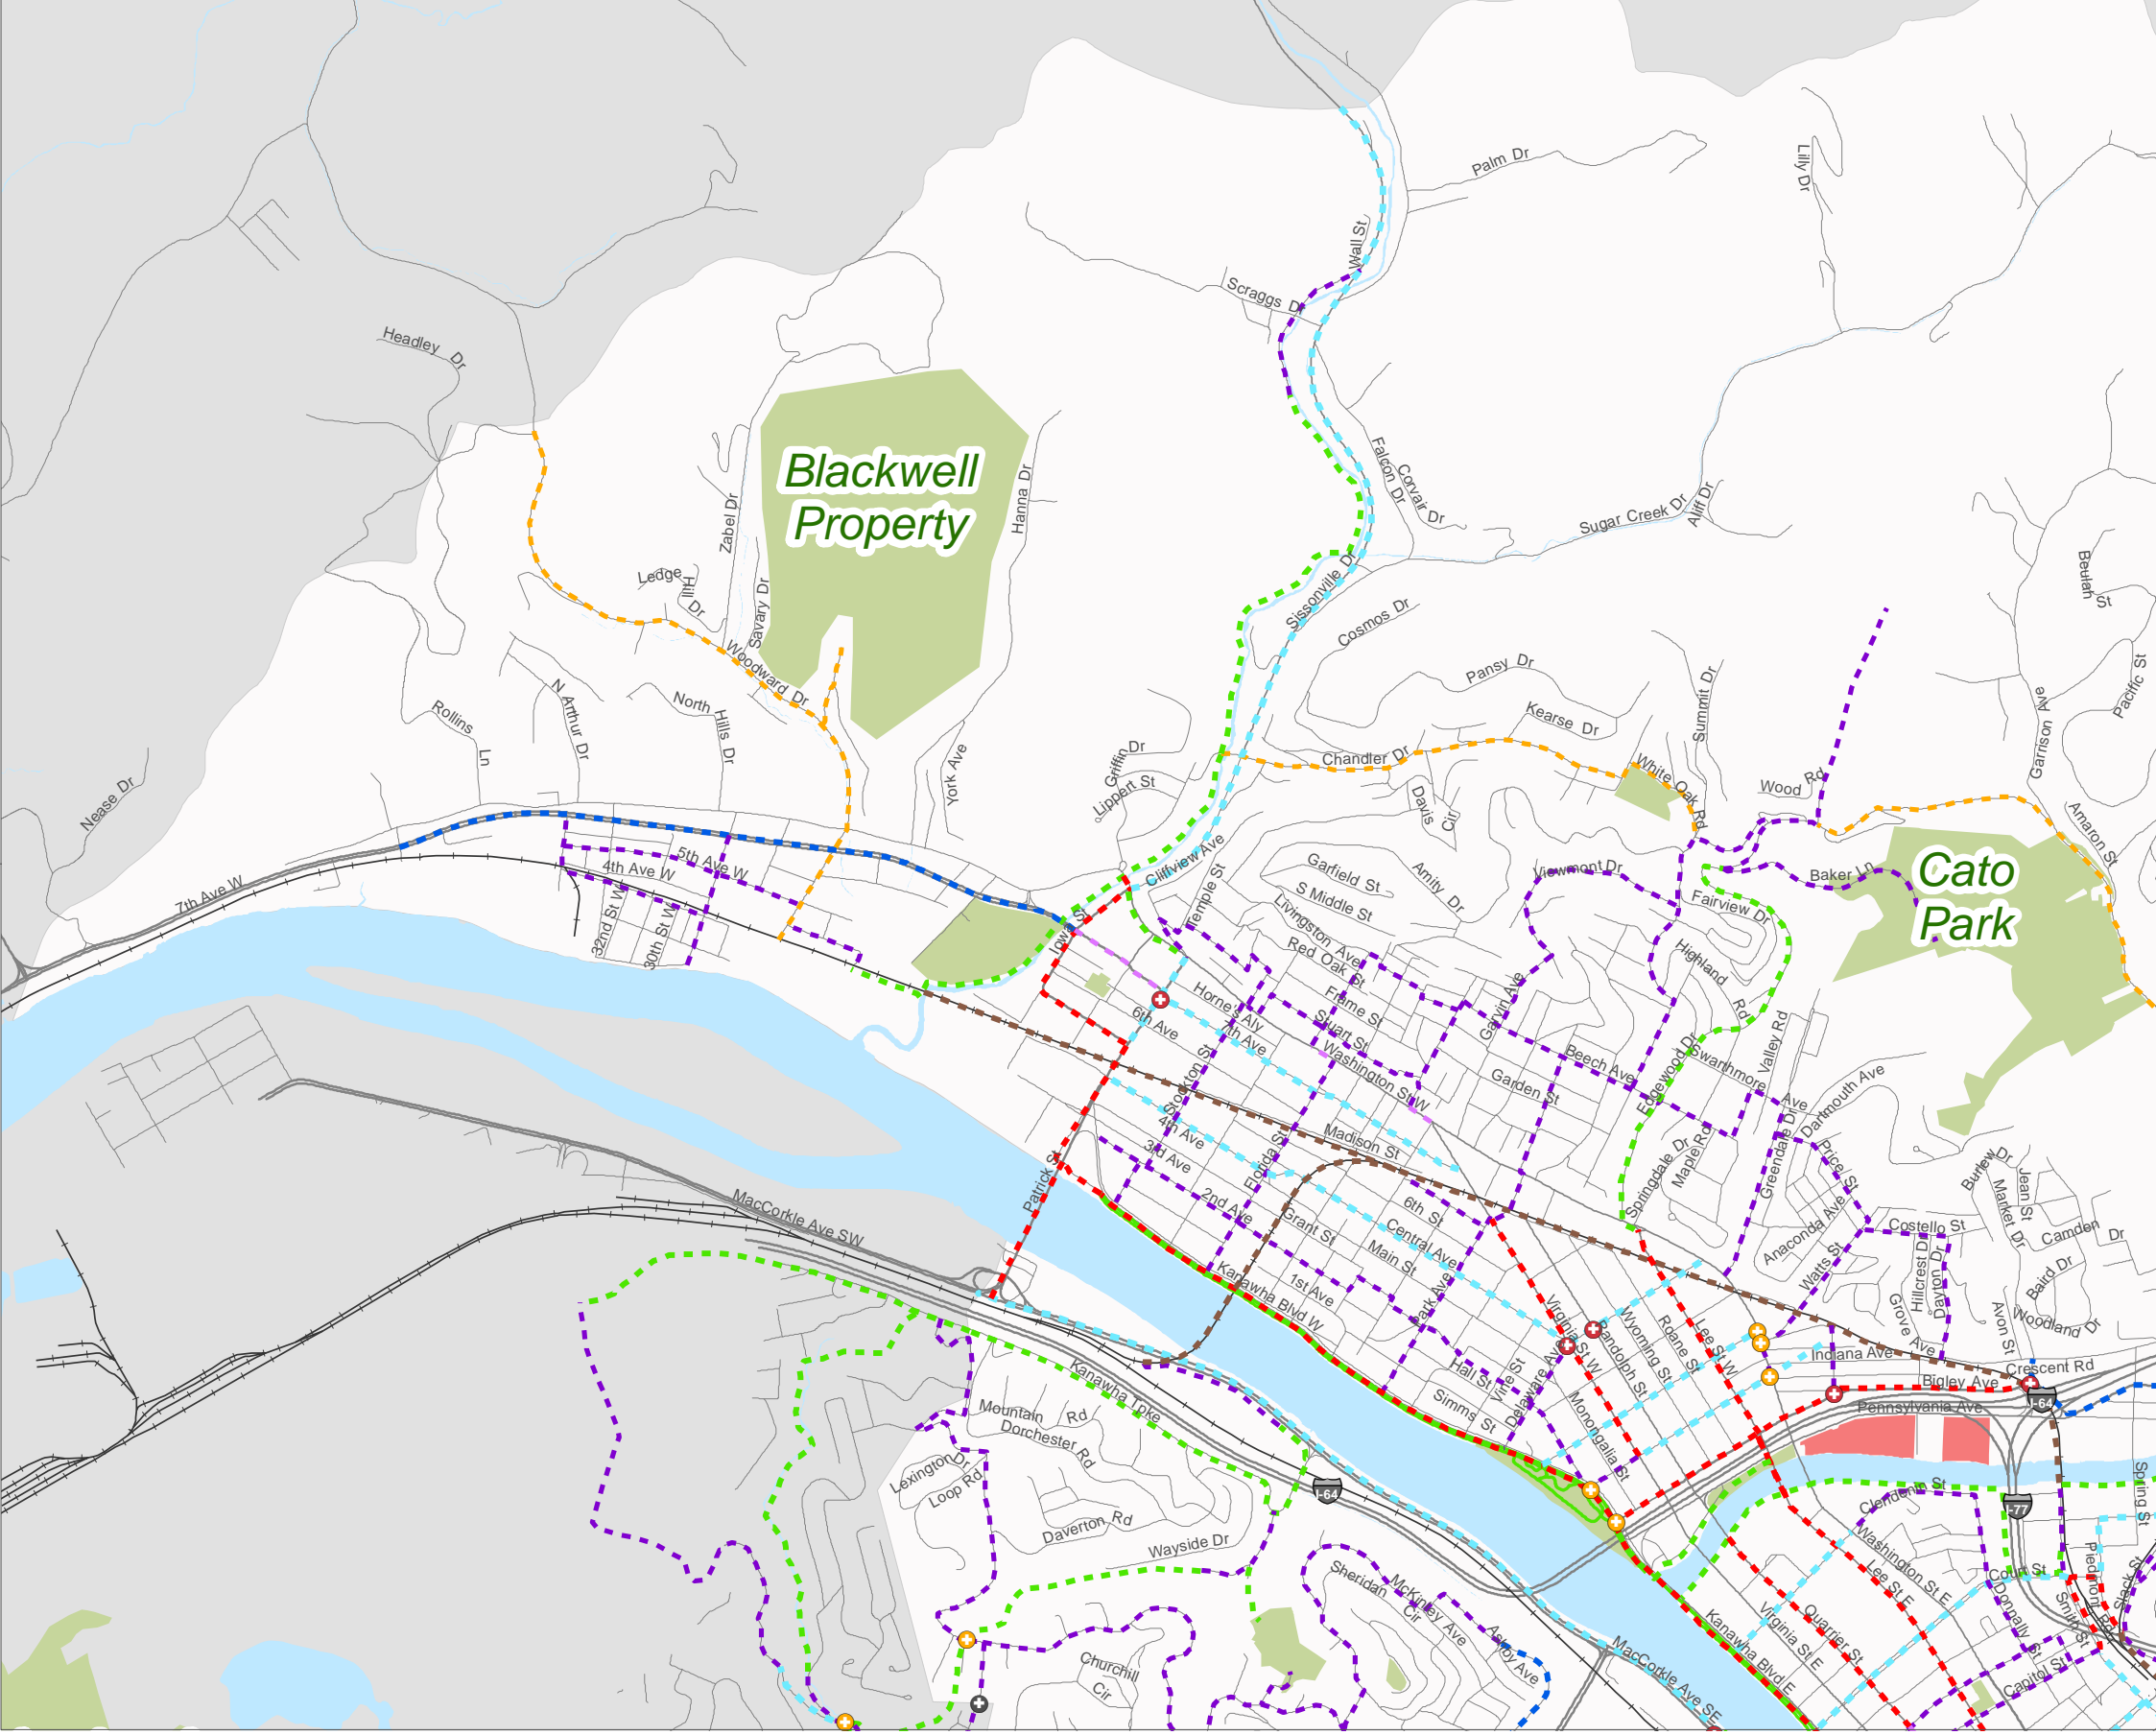 Palm Dr
Lilly Dr
Wall St
Scraggs Dr
Headley Dr
Blackwell
Property
Hanna Dr
Zabel Dr
Falcon Dr
Corvair Dr
Sugar Creek Dr
Aliff Dr
Ledge Hill Dr
Savary Dr
Sissonville Dr
Cosmos Dr
Beulah St
Woodward Dr
Pansy Dr
Summit Dr
Pacific St
Rollins Ln
N Arthur Dr
North Hills Dr
Kearse Dr
Garrison Ave
Nease Dr
York Ave
Griffin Dr
Lippert St
Chandler Dr
White Oak Rd
Wood Rd
Davis Cir
Amaron St
7th Ave W
4th Ave W
5th Ave W
32nd St W
30th St W
Cliffview Ave
Temple St
Garfield St
S Middle St
Amity Dr
Viewmont Dr
Baker Ln
Cato
Park
Fairview Dr
Iowa St
Livingston Ave
Red Oak St
Highland Rd
Horne's Aly
Frame St
Stuart St
Garvin Ave
6th Ave
7th Ave
Washington St W
Beech Ave
Garden St
Edgewood Dr
Swarthmore Ave
Valley Rd
Dartmouth Ave
Stockton St
4th Ave
3rd Ave
Madison St
Florida St
Springdale Dr
Maple Rd
Greendale Dr
Price St
Burlew Dr
Jean St
Market Dr
Patrick St
2nd Ave
Grant St
6th St
Central Ave
Main St
Anaconda Ave
Watts St
Costello St
Camden Dr
MacCorkle Ave SW
Kanawha Blvd W
1st Ave
Park Ave
Hillcrest Dr
Dayton Dr
Baird Dr
Grove Ave
Avon St
Woodland Dr
Virginia St W
Randolph St
Wyoming St
Roane St
Lee St W
Indiana Ave
Crescent Rd
Bigley Ave
Pennsylvania Ave
I-64
Kanawha Tpke
Hall St
Vine St
Delaware Ave
Simms St
Monongalia St
Mountain Rd
Dorchester Rd
Lexington Dr
Loop Rd
I-64
Daverton Rd
Wayside Dr
Clendenin St
I-77
Spring St
Washington St E
Lee St E
Court St
Piedmont Rd
Slack St
Sheridan Cir
McKinley Ave
Ashby Ave
Donnally St
Smith St
Quarrier St
Virginia St E
Kanawha Blvd E
Capitol St
Churchill Cir
MacCorkle Ave SE